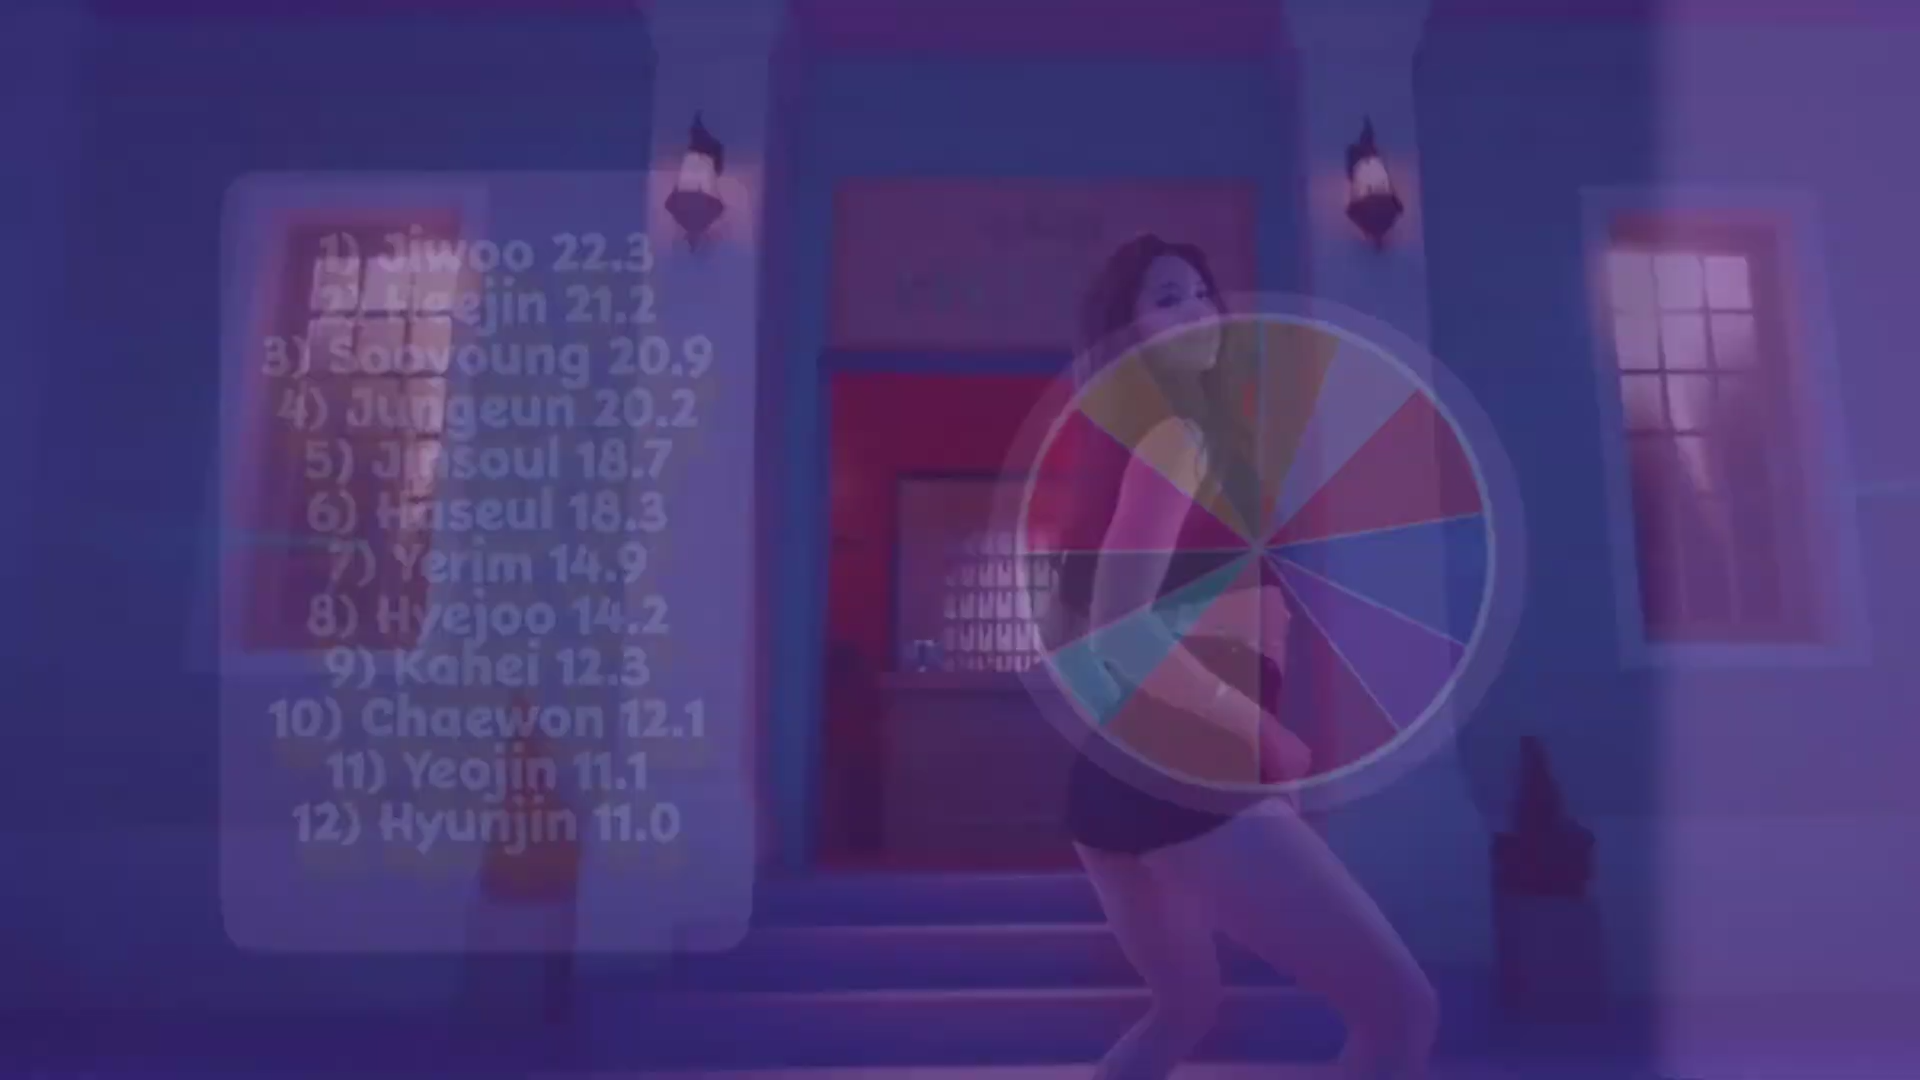 1) Jiwoo 22.3
2) Heejin 21.2
3) Sooyoung 20.9
4) Jungeun 20.2
5) Jinsoul 18.7
6) Haseul 18.3
7) Yerim 14.9
8) Hyejoo 14.2
9) Kahei 12.3
10) Chaewon 12.1
11) Yeojin 11.1
12) Hyunjin 11.0